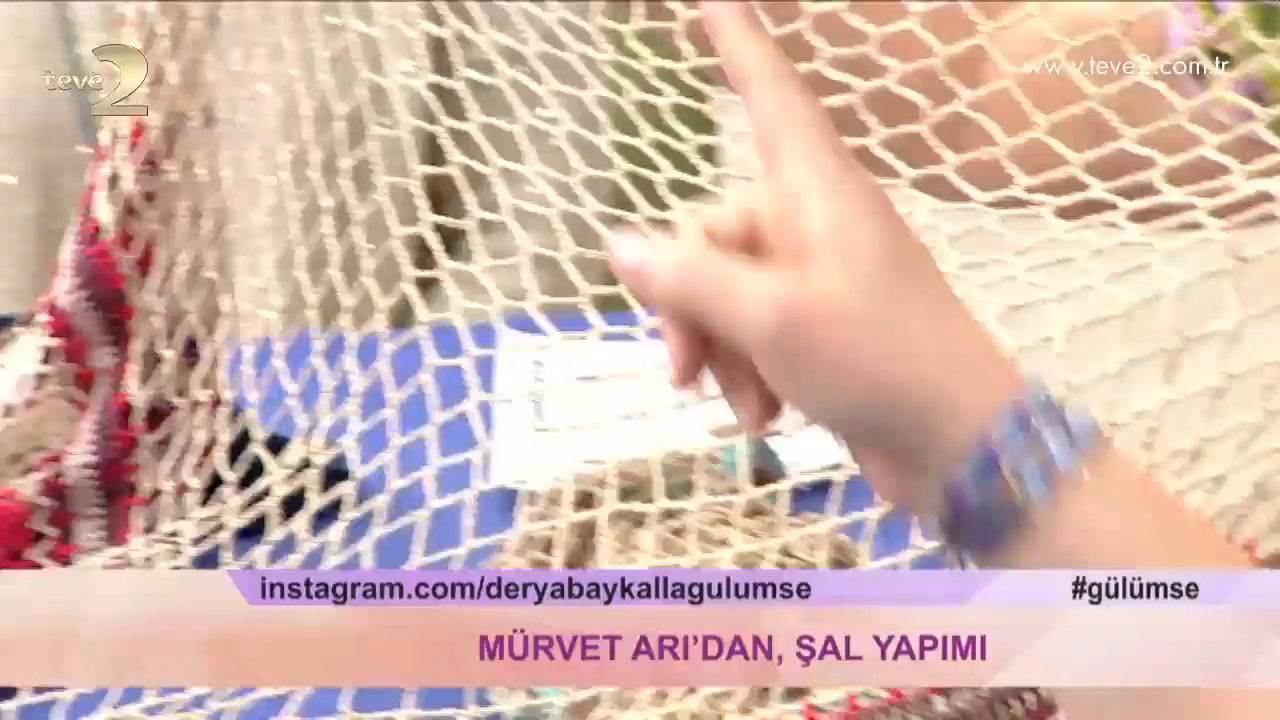 teve2
www.teve2.com.tr
instagram.com/deryabaykallagulumse
#gülümse
MÜRVET ARI'DAN, ŞAL YAPIMI